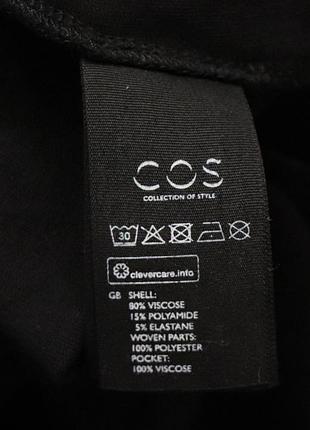 COS
COLLECTION OF STYLE
30
clevercare.info
GB SHELL:
80% VISCOSE
15% POLYAMIDE
5% ELASTANE
WOVEN PARTS:
100% POLYESTER
POCKET:
100% VISCOSE